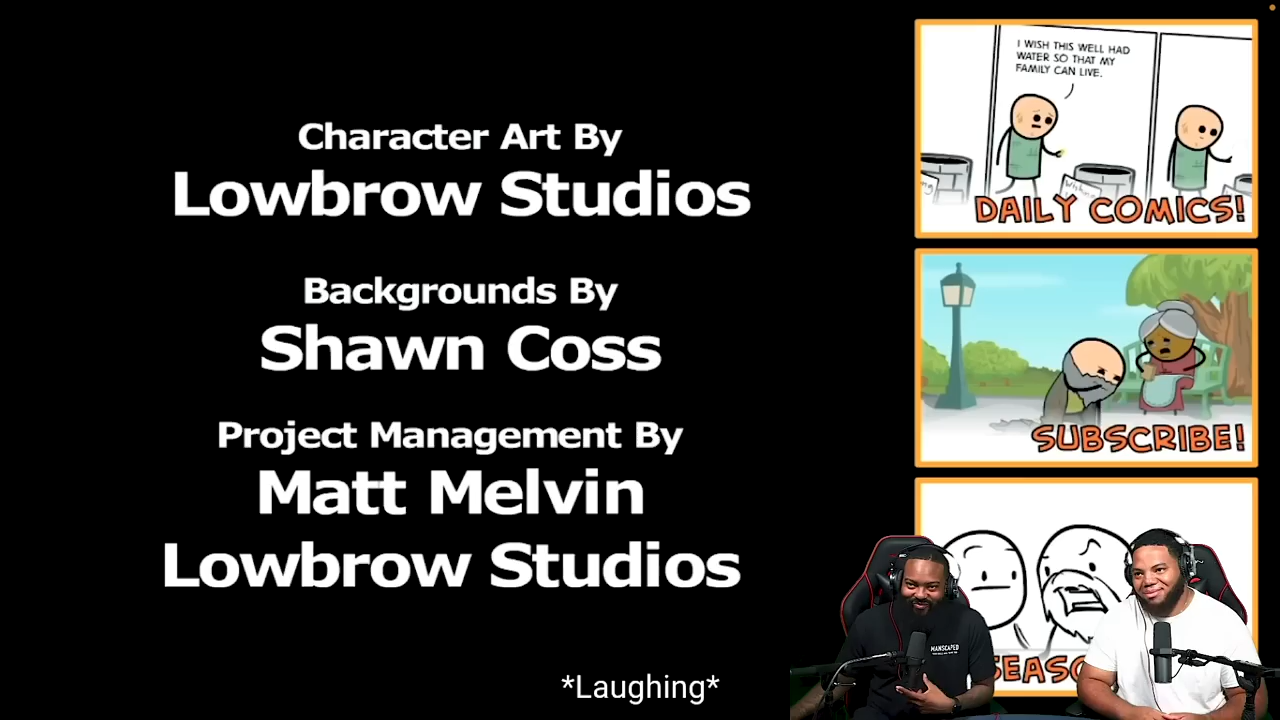 Character Art By
Lowbrow Studios
Backgrounds By
Shawn Coss
Project Management By
Matt Melvin
Lowbrow Studios
I WISH THIS WELL HAD
WATER SO THAT MY
FAMILY CAN LIVE.
DAILY COMICS!
SUBSCRIBE!
MANSCAPED
*Laughing*